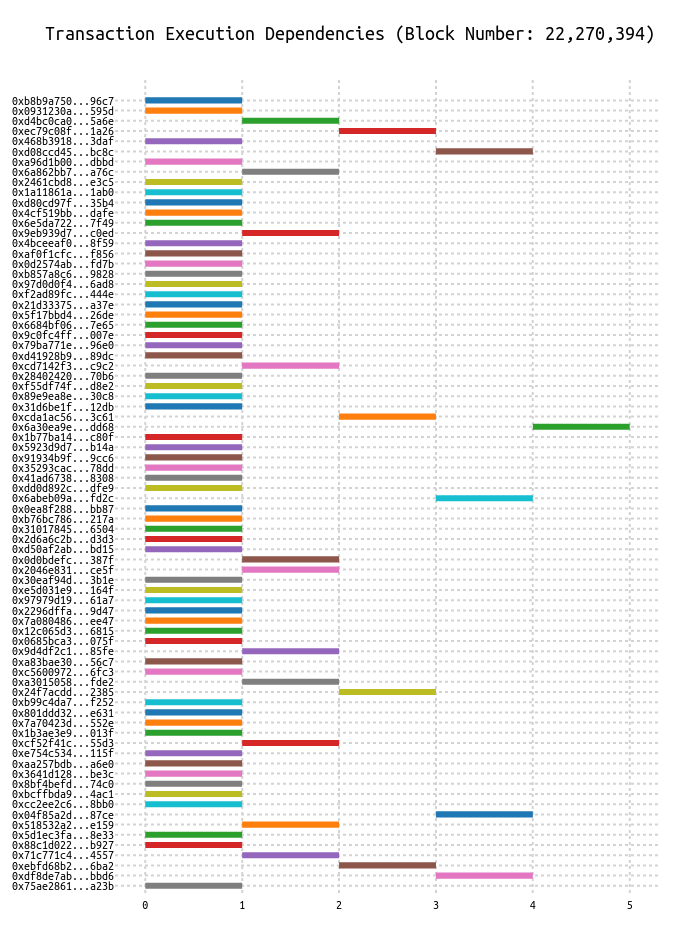 Transaction Execution Dependencies (Block Number: 22,270,394)
0xb8b9a750...96c7
0x0931230a...595d
0xd4bc0ca0...5a6e
0xec79c08f...1a26
0x468b3918...3daf
0xd08ccd45...bc8c
0xa96d1b00...dbbd
0x6a862bb7...a76c
0x2461cbd8...e3c5
0x1a11861a...1ab0
0xd80cd97f...35b4
0x4cf519bb...dafe
0x6e5da722...7f49
0x9eb939d7...c0ed
0x4bceeaf0...8f59
0xaf0f1cfc...f856
0x0d2574ab...fd7b
0xb857a8c6...9828
0x97d0d0f4...6ad8
0xf2ad89fc...444e
0x21d33375...a37e
0x5f17bbd4...26de
0x6684bf06...7e65
0x9c0fc4ff...007e
0x79ba771e...96e0
0xd41928b9...89dc
0xcd7142f3...c9c2
0x28402420...70b6
0xf55df74f...d8e2
0x89e9ea8e...30c8
0x31d6be1f...12db
0xcda1ac56...3c61
0x6a30ea9e...dd68
0x1b77ba14...c80f
0x5923d9d7...b14a
0x91934b9f...9cc6
0x35293cac...78dd
0x41ad6738...8308
0xdd0d892c...dfe9
0x6abeb09a...fd2c
0x0ea8f288...bb87
0xb76bc786...217a
0x31017845...6504
0x2d6a6c2b...d3d3
0xd50af2ab...bd15
0x0d0bdefc...387f
0x2046e831...ce5f
0x30eaf94d...3b1e
0xe5d031e9...164f
0x97979d19...61a7
0x2296dffa...9d47
0x7a080486...ee47
0x12c065d3...6815
0x0685bca3...075f
0x9d4df2c1...85fe
0xa83bae30...56c7
0xc5600972...6fc3
0xa3015058...fde2
0x24f7acdd...2385
0xb99c4da7...f252
0x801ddd32...e631
0x7a70423d...552e
0x1b3ae3e9...013f
0xcf52f41c...55d3
0xe754c534...115f
0xaa257bdb...a6e0
0x3641d128...be3c
0x8bf4befd...74c0
0xbcffbda9...4ac1
0xcc2ee2c6...8bb0
0x04f85a2d...87ce
0x518532a2...e159
0x5d1ec3fa...8e33
0x88c1d022...b927
0x71c771c4...4557
0xebfd68b2...6ba2
0xdf8de7ab...bbd6
0x75ae2861...a23b
0 1 2 3 4 5